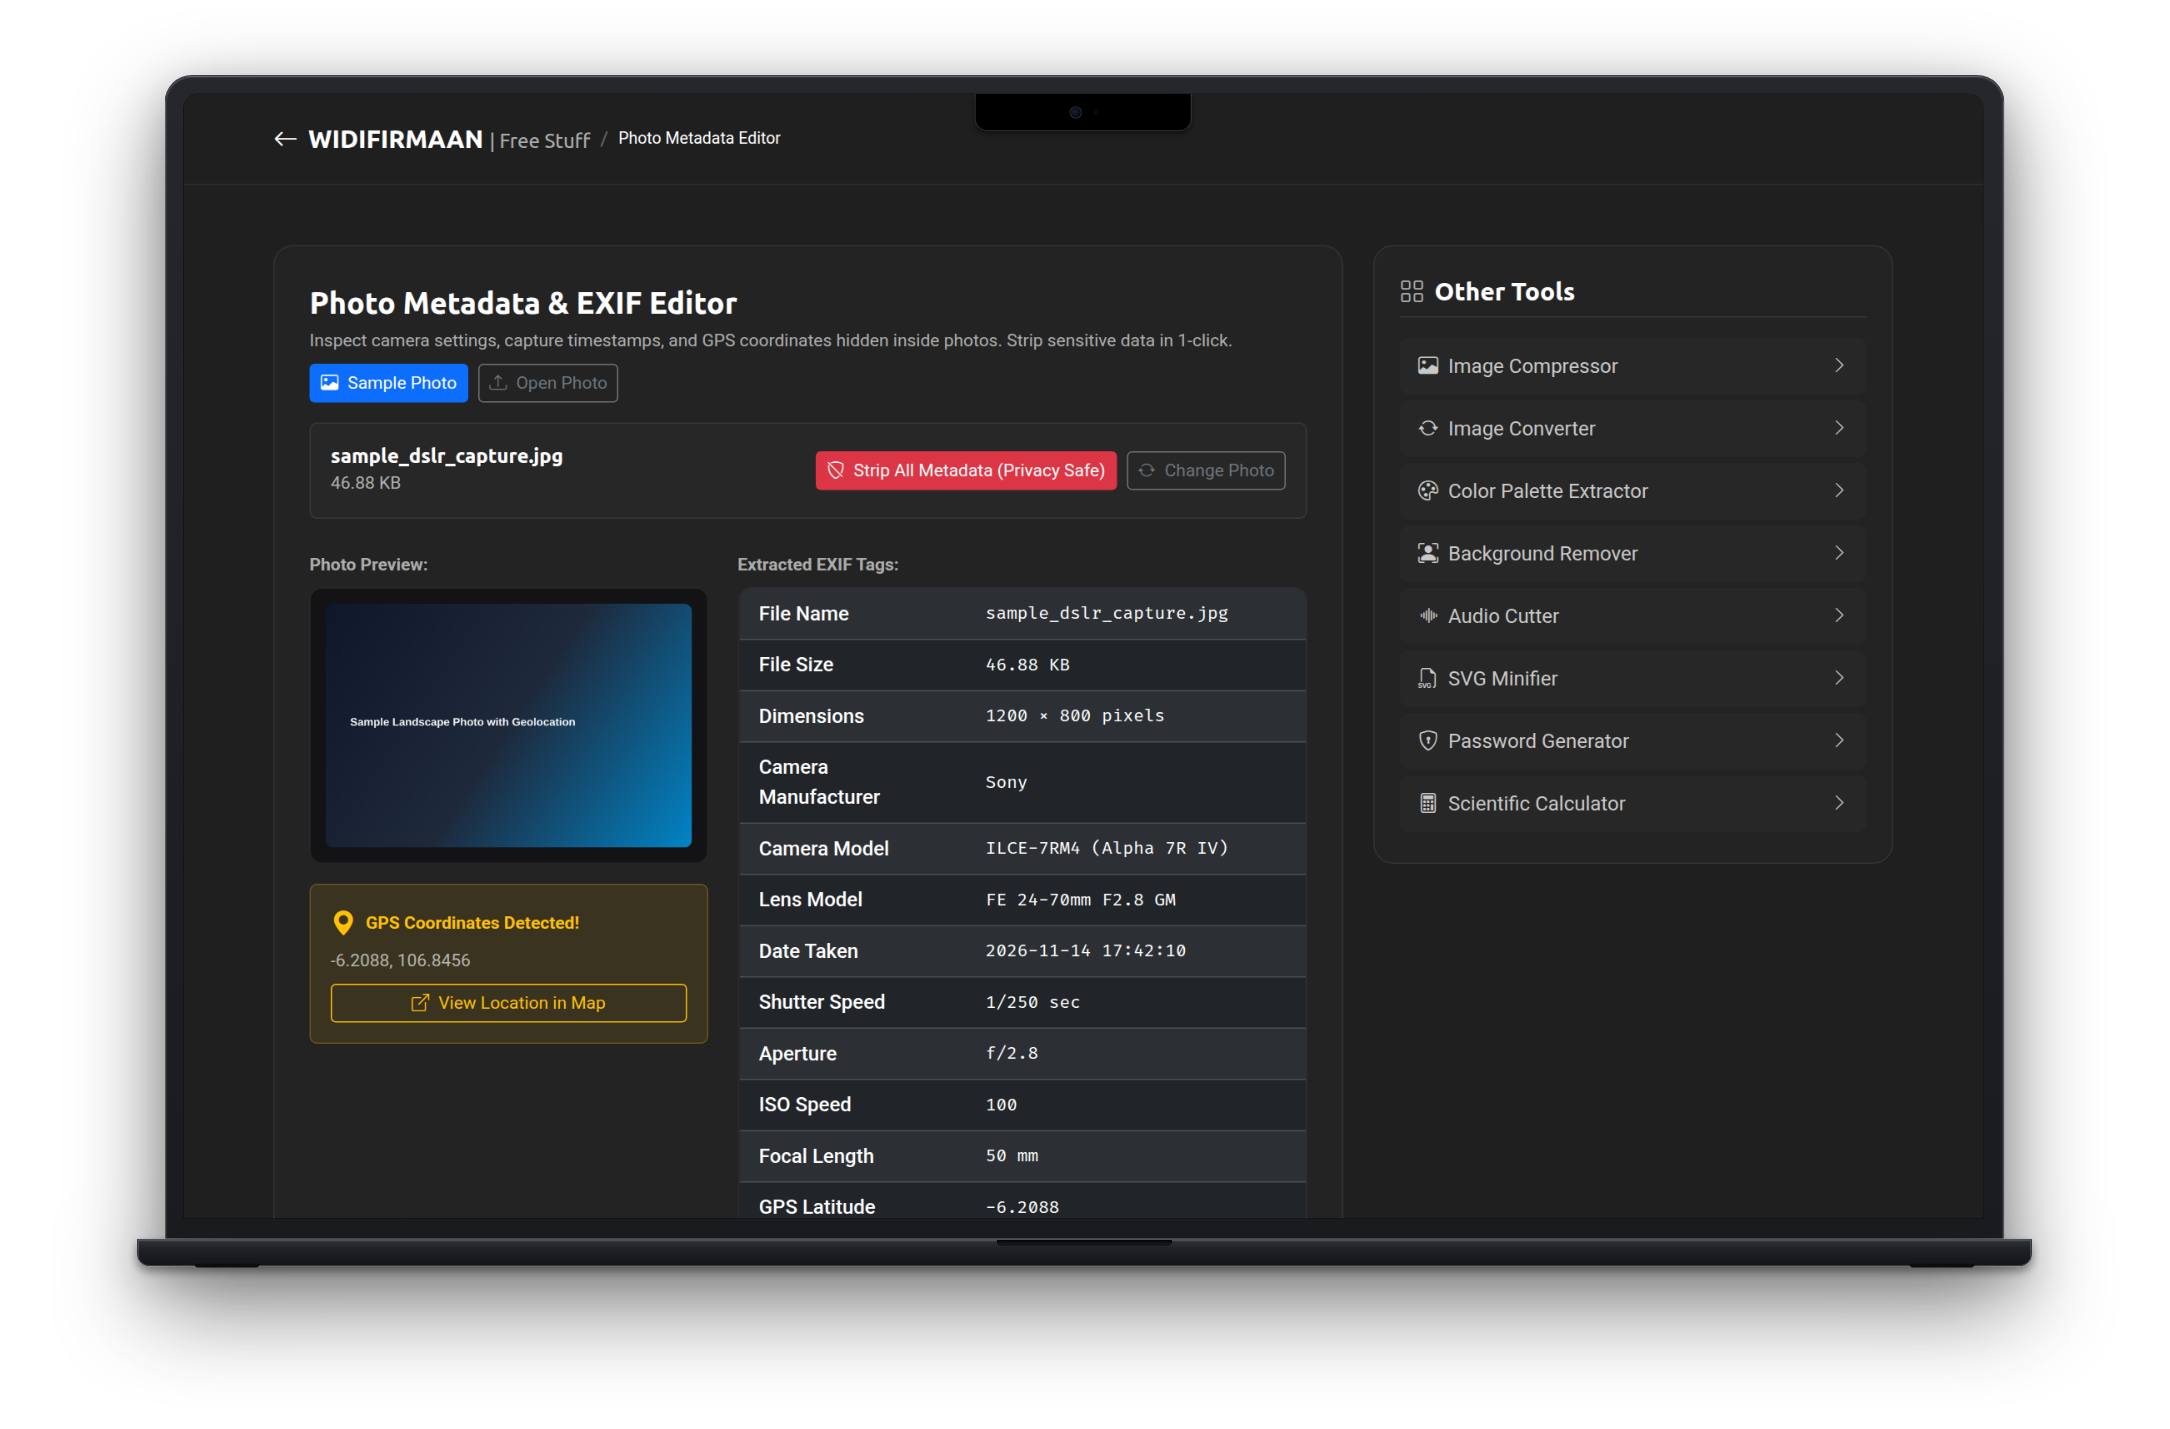 WIDIFIRMAAN | Free Stuff / Photo Metadata Editor
Photo Metadata & EXIF Editor
Inspect camera settings, capture timestamps, and GPS coordinates hidden inside photos. Strip sensitive data in 1-click.
Sample Photo
Open Photo
sample_dslr_capture.jpg
46.88 KB
Strip All Metadata (Privacy Safe)
Change Photo
Photo Preview:
Sample Landscape Photo with Geolocation
GPS Coordinates Detected!
-6.2088, 106.8456
View Location in Map
Extracted EXIF Tags:
File Name sample_dslr_capture.jpg
File Size 46.88 KB
Dimensions 1200 × 800 pixels
Camera
Manufacturer Sony
Camera Model ILCE-7RM4 (Alpha 7R IV)
Lens Model FE 24-70mm F2.8 GM
Date Taken 2026-11-14 17:42:10
Shutter Speed 1/250 sec
Aperture f/2.8
ISO Speed 100
Focal Length 50 mm
GPS Latitude -6.2088
Other Tools
Image Compressor
Image Converter
Color Palette Extractor
Background Remover
Audio Cutter
SVG Minifier
Password Generator
Scientific Calculator